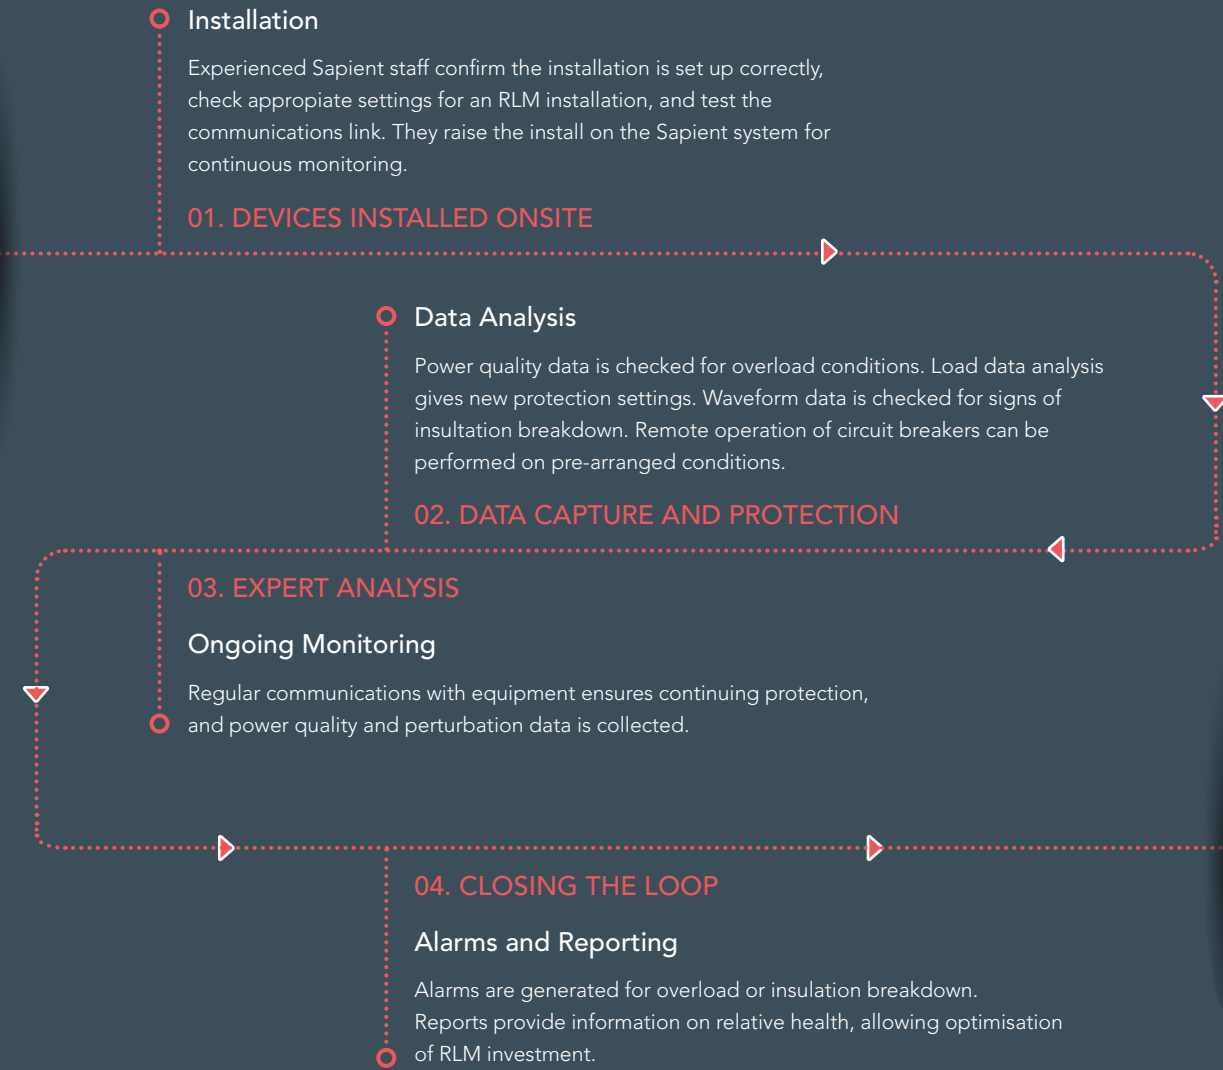 Installation
Experienced Sapient staff confirm the installation is set up correctly,
check appropiate settings for an RLM installation, and test the
communications link. They raise the install on the Sapient system for
continuous monitoring.
01. DEVICES INSTALLED ONSITE
Data Analysis
Power quality data is checked for overload conditions. Load data analysis
gives new protection settings. Waveform data is checked for signs of
insultation breakdown. Remote operation of circuit breakers can be
performed on pre-arranged conditions.
02. DATA CAPTURE AND PROTECTION
03. EXPERT ANALYSIS
Ongoing Monitoring
Regular communications with equipment ensures continuing protection,
and power quality and perturbation data is collected.
04. CLOSING THE LOOP
Alarms and Reporting
Alarms are generated for overload or insulation breakdown.
Reports provide information on relative health, allowing optimisation
of RLM investment.